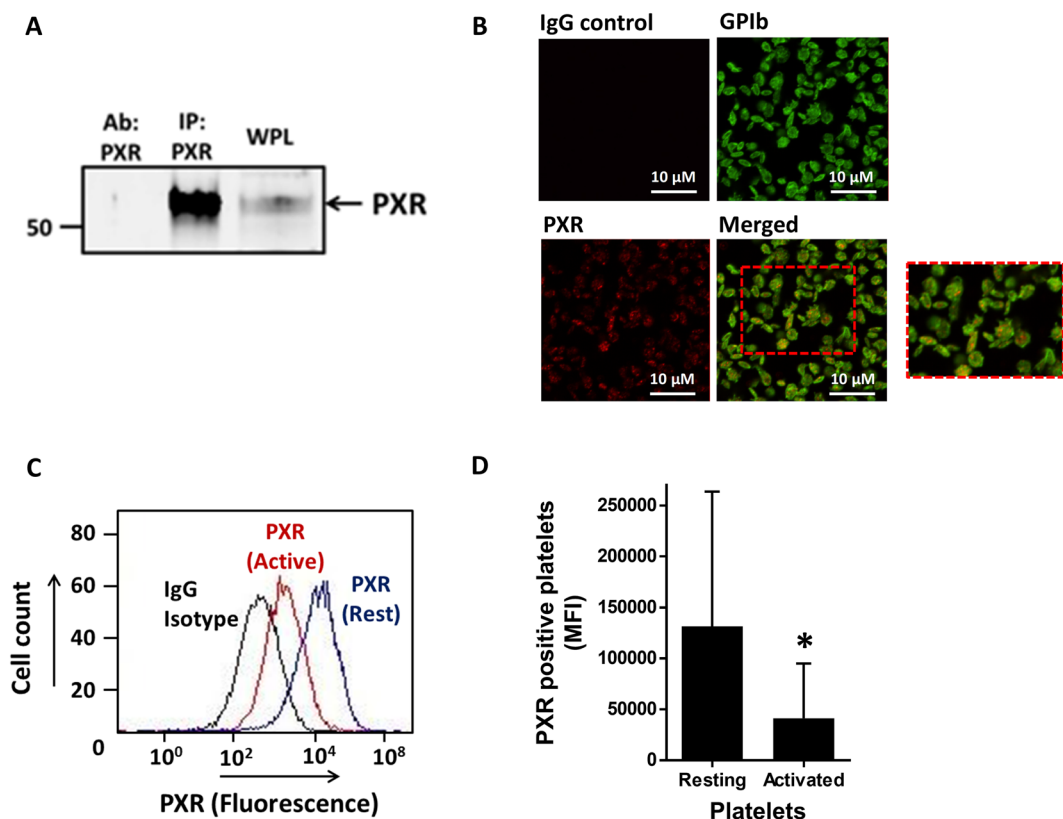 A
Ab:
PXR
IP:
PXR
WPL
PXR
50
B
IgG control
GPIb
10 μM
10 μM
PXR
Merged
10 μM
10 μM
C
Cell count
80
60
40
20
0
IgG
Isotype
PXR
(Active)
PXR
(Rest)
10⁰
10²
10⁴
10⁸
PXR (Fluorescence)
D
PXR positive platelets
(MFI)
250000
200000
150000
100000
50000
0
*
Resting
Activated
Platelets